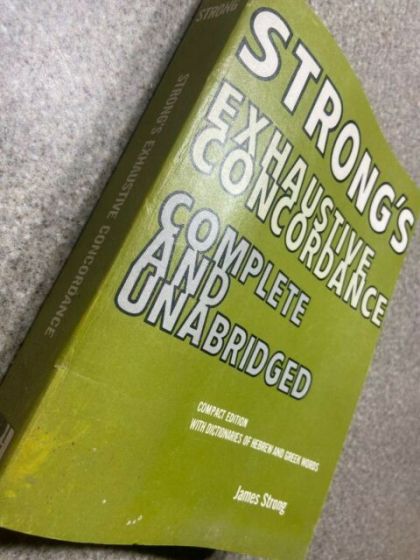 STRONG
STRONG'S EXHAUSTIVE CONCORDANCE
STRONG'S
EXHAUSTIVE
CONCORDANCE
COMPLETE
AND
UNABRIDGED
COMPACT EDITION
WITH DICTIONARIES OF HEBREW AND GREEK WORDS
James Strong